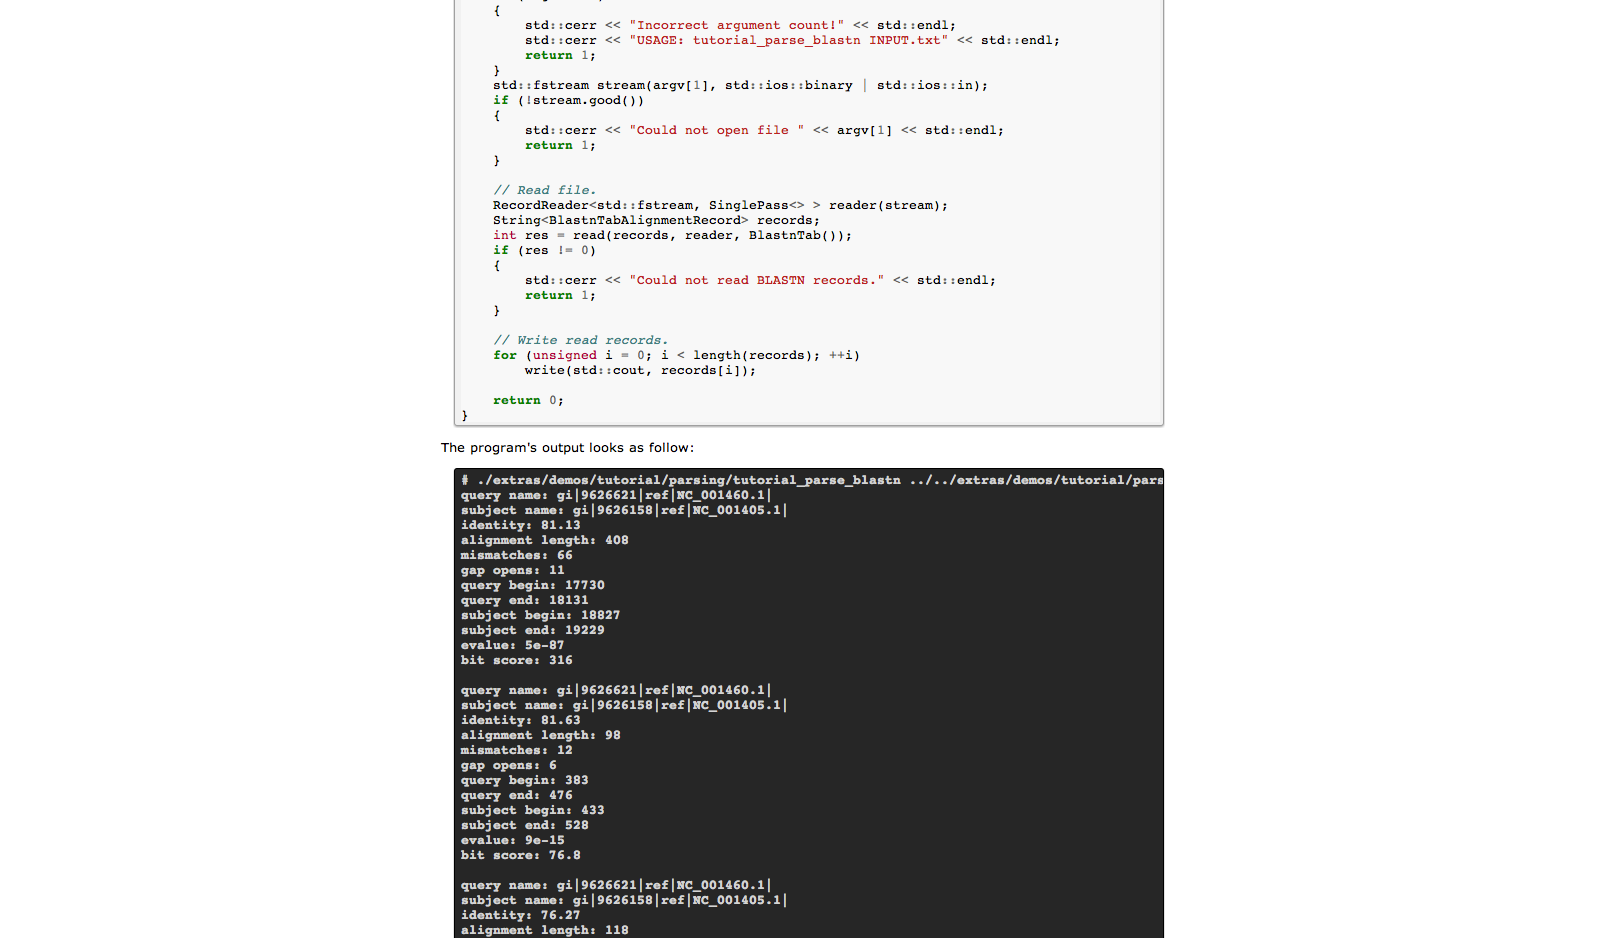 {
std::cerr << "Incorrect argument count!" << std::endl;
std::cerr << "USAGE: tutorial_parse_blastn INPUT.txt" << std::endl;
return 1;
}
std::fstream stream(argv[1], std::ios::binary | std::ios::in);
if (!stream.good())
{
std::cerr << "Could not open file " << argv[1] << std::endl;
return 1;
}
// Read file.
RecordReader<std::fstream, SinglePass<> > reader(stream);
String<BlastnTabAlignmentRecord> records;
int res = read(records, reader, BlastnTab());
if (res != 0)
{
std::cerr << "Could not read BLASTN records." << std::endl;
return 1;
}
// Write read records.
for (unsigned i = 0; i < length(records); ++i)
write(std::cout, records[i]);
return 0;
}
The program's output looks as follow:
# ./extras/demos/tutorial/parsing/tutorial_parse_blastn ../../extras/demos/tutorial/pars
query name: gi|9626621|ref|NC_001460.1|
subject name: gi|9626158|ref|NC_001405.1|
identity: 81.13
alignment length: 408
mismatches: 66
gap opens: 11
query begin: 17730
query end: 18131
subject begin: 18827
subject end: 19229
evalue: 5e-87
bit score: 316
query name: gi|9626621|ref|NC_001460.1|
subject name: gi|9626158|ref|NC_001405.1|
identity: 81.63
alignment length: 98
mismatches: 12
gap opens: 6
query begin: 383
query end: 476
subject begin: 433
subject end: 528
evalue: 9e-15
bit score: 76.8
query name: gi|9626621|ref|NC_001460.1|
subject name: gi|9626158|ref|NC_001405.1|
identity: 76.27
alignment length: 118